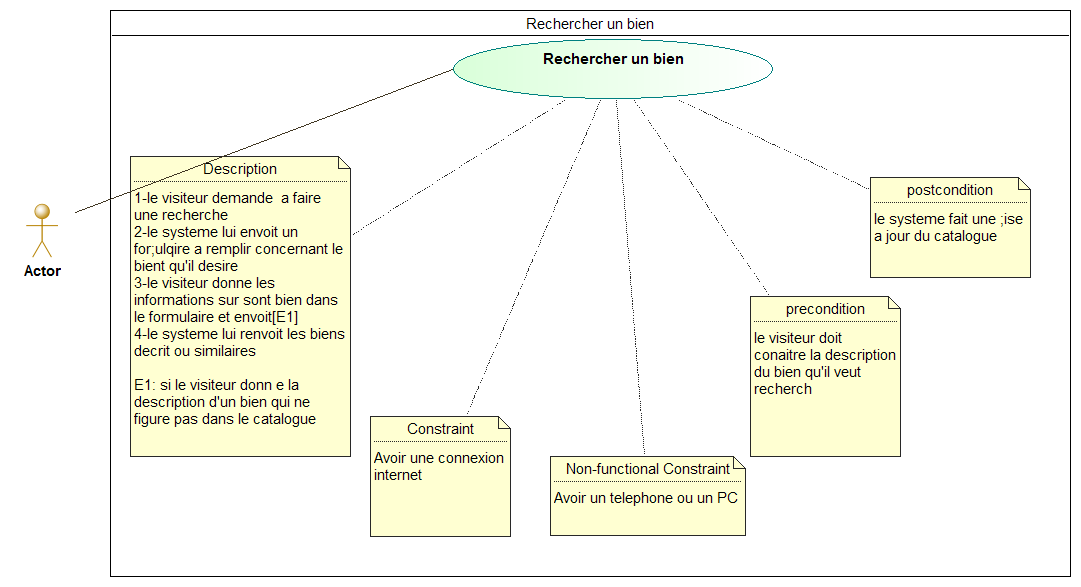 Rechercher un bien
Rechercher un bien
Actor
Description
1-le visiteur demande  a faire
une recherche
2-le systeme lui envoit un
for;ulqire a remplir concernant le
bient qu'il desire
3-le visiteur donne les
informations sur sont bien dans
le formulaire et envoit[E1]
4-le systeme lui renvoit les biens
decrit ou similaires
E1: si le visiteur donn e la
description d'un bien qui ne
figure pas dans le catalogue
Constraint
Avoir une connexion
internet
Non-functional Constraint
Avoir un telephone ou un PC
precondition
le visiteur doit
conaitre la description
du bien qu'il veut
recherch
postcondition
le systeme fait une ;ise
a jour du catalogue